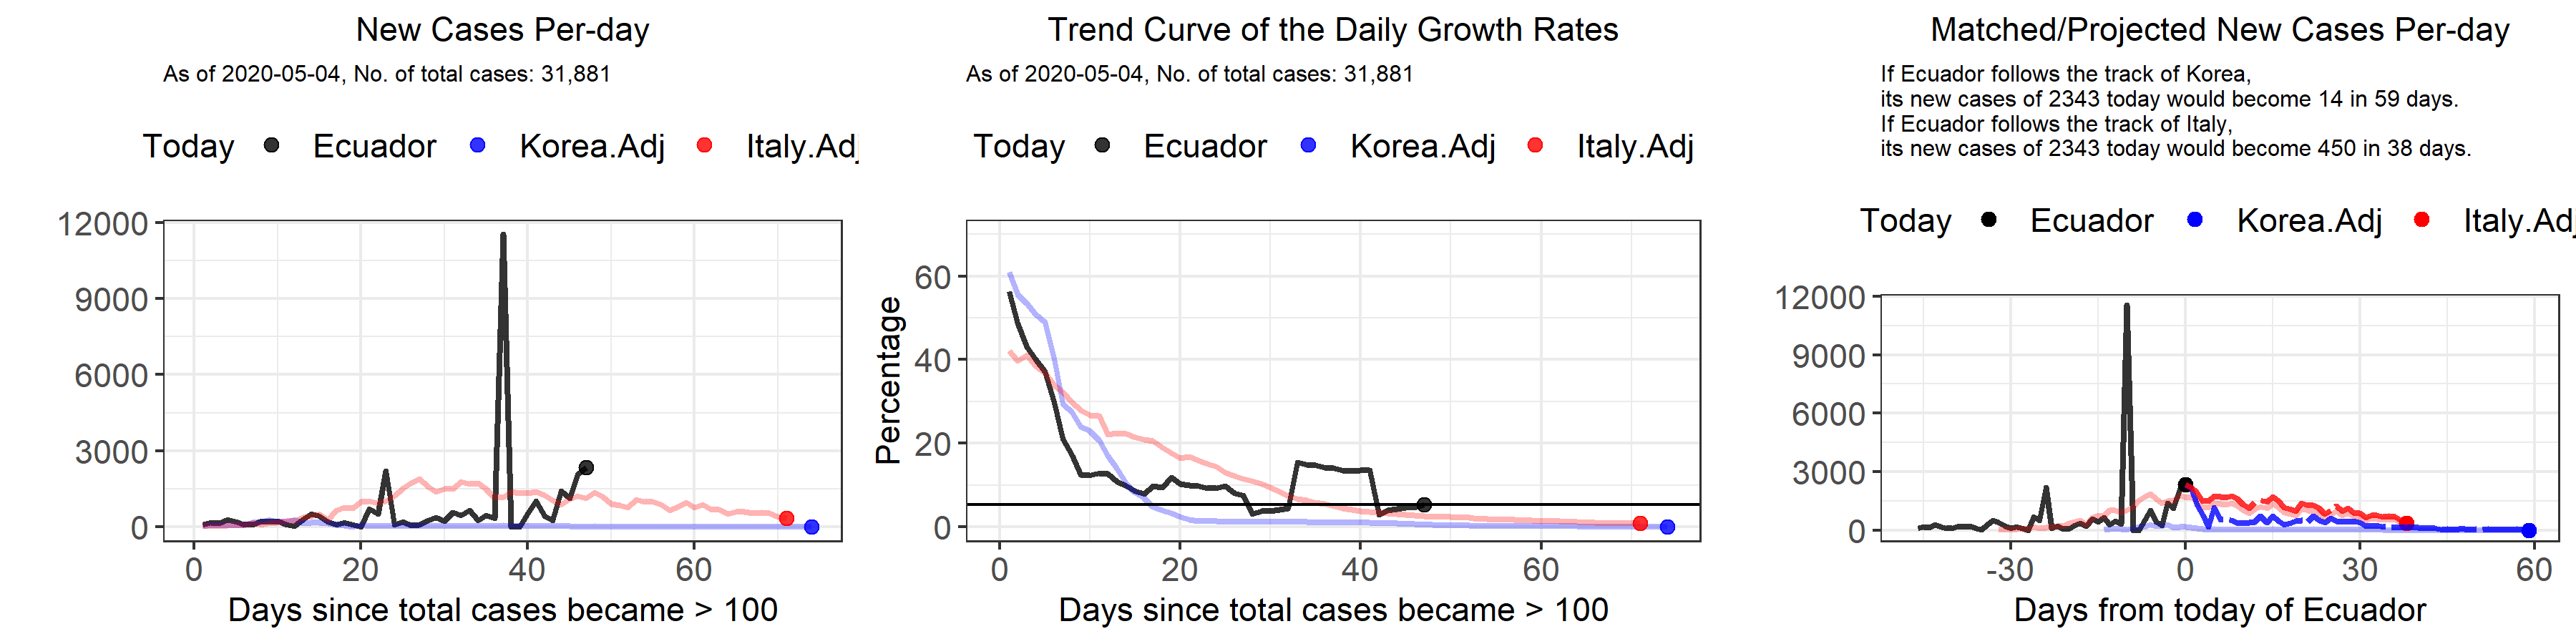 New Cases Per-day
As of 2020-05-04, No. of total cases: 31,881
Today Ecuador Korea.Adj Italy.Adj
12000
9000
6000
3000
0
0 20 40 60
Days since total cases became > 100
Trend Curve of the Daily Growth Rates
As of 2020-05-04, No. of total cases: 31,881
Today Ecuador Korea.Adj Italy.Adj
Percentage
60
40
20
0
0 20 40 60
Days since total cases became > 100
Matched/Projected New Cases Per-day
If Ecuador follows the track of Korea,
its new cases of 2343 today would become 14 in 59 days.
If Ecuador follows the track of Italy,
its new cases of 2343 today would become 450 in 38 days.
Today Ecuador Korea.Adj Italy.Adj
12000
9000
6000
3000
0
-30 0 30 60
Days from today of Ecuador